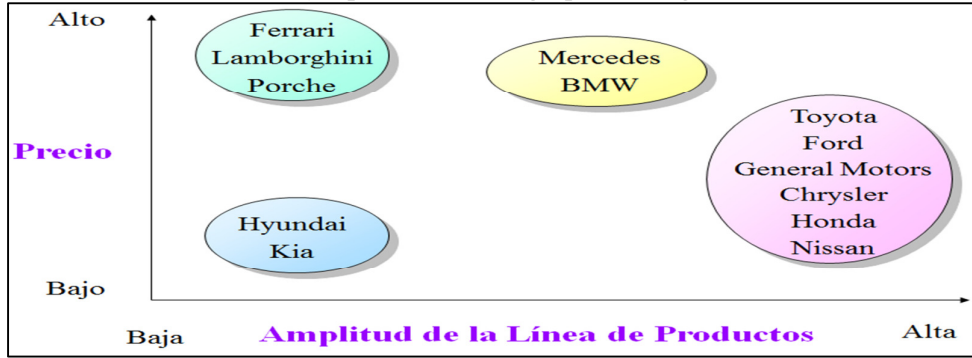 Alto
Ferrari
Lamborghini
Porche
Mercedes
BMW
Toyota
Ford
General Motors
Chrysler
Honda
Nissan
Precio
Hyundai
Kia
Bajo
Baja
Amplitud de la Línea de Productos
Alta